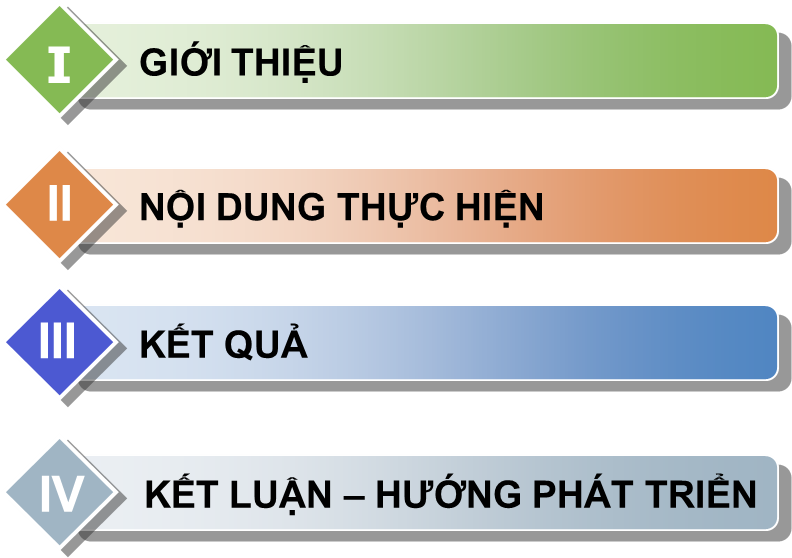 I GIỚI THIỆU
II NỘI DUNG THỰC HIỆN
III KẾT QUẢ
IV KẾT LUẬN – HƯỚNG PHÁT TRIỂN